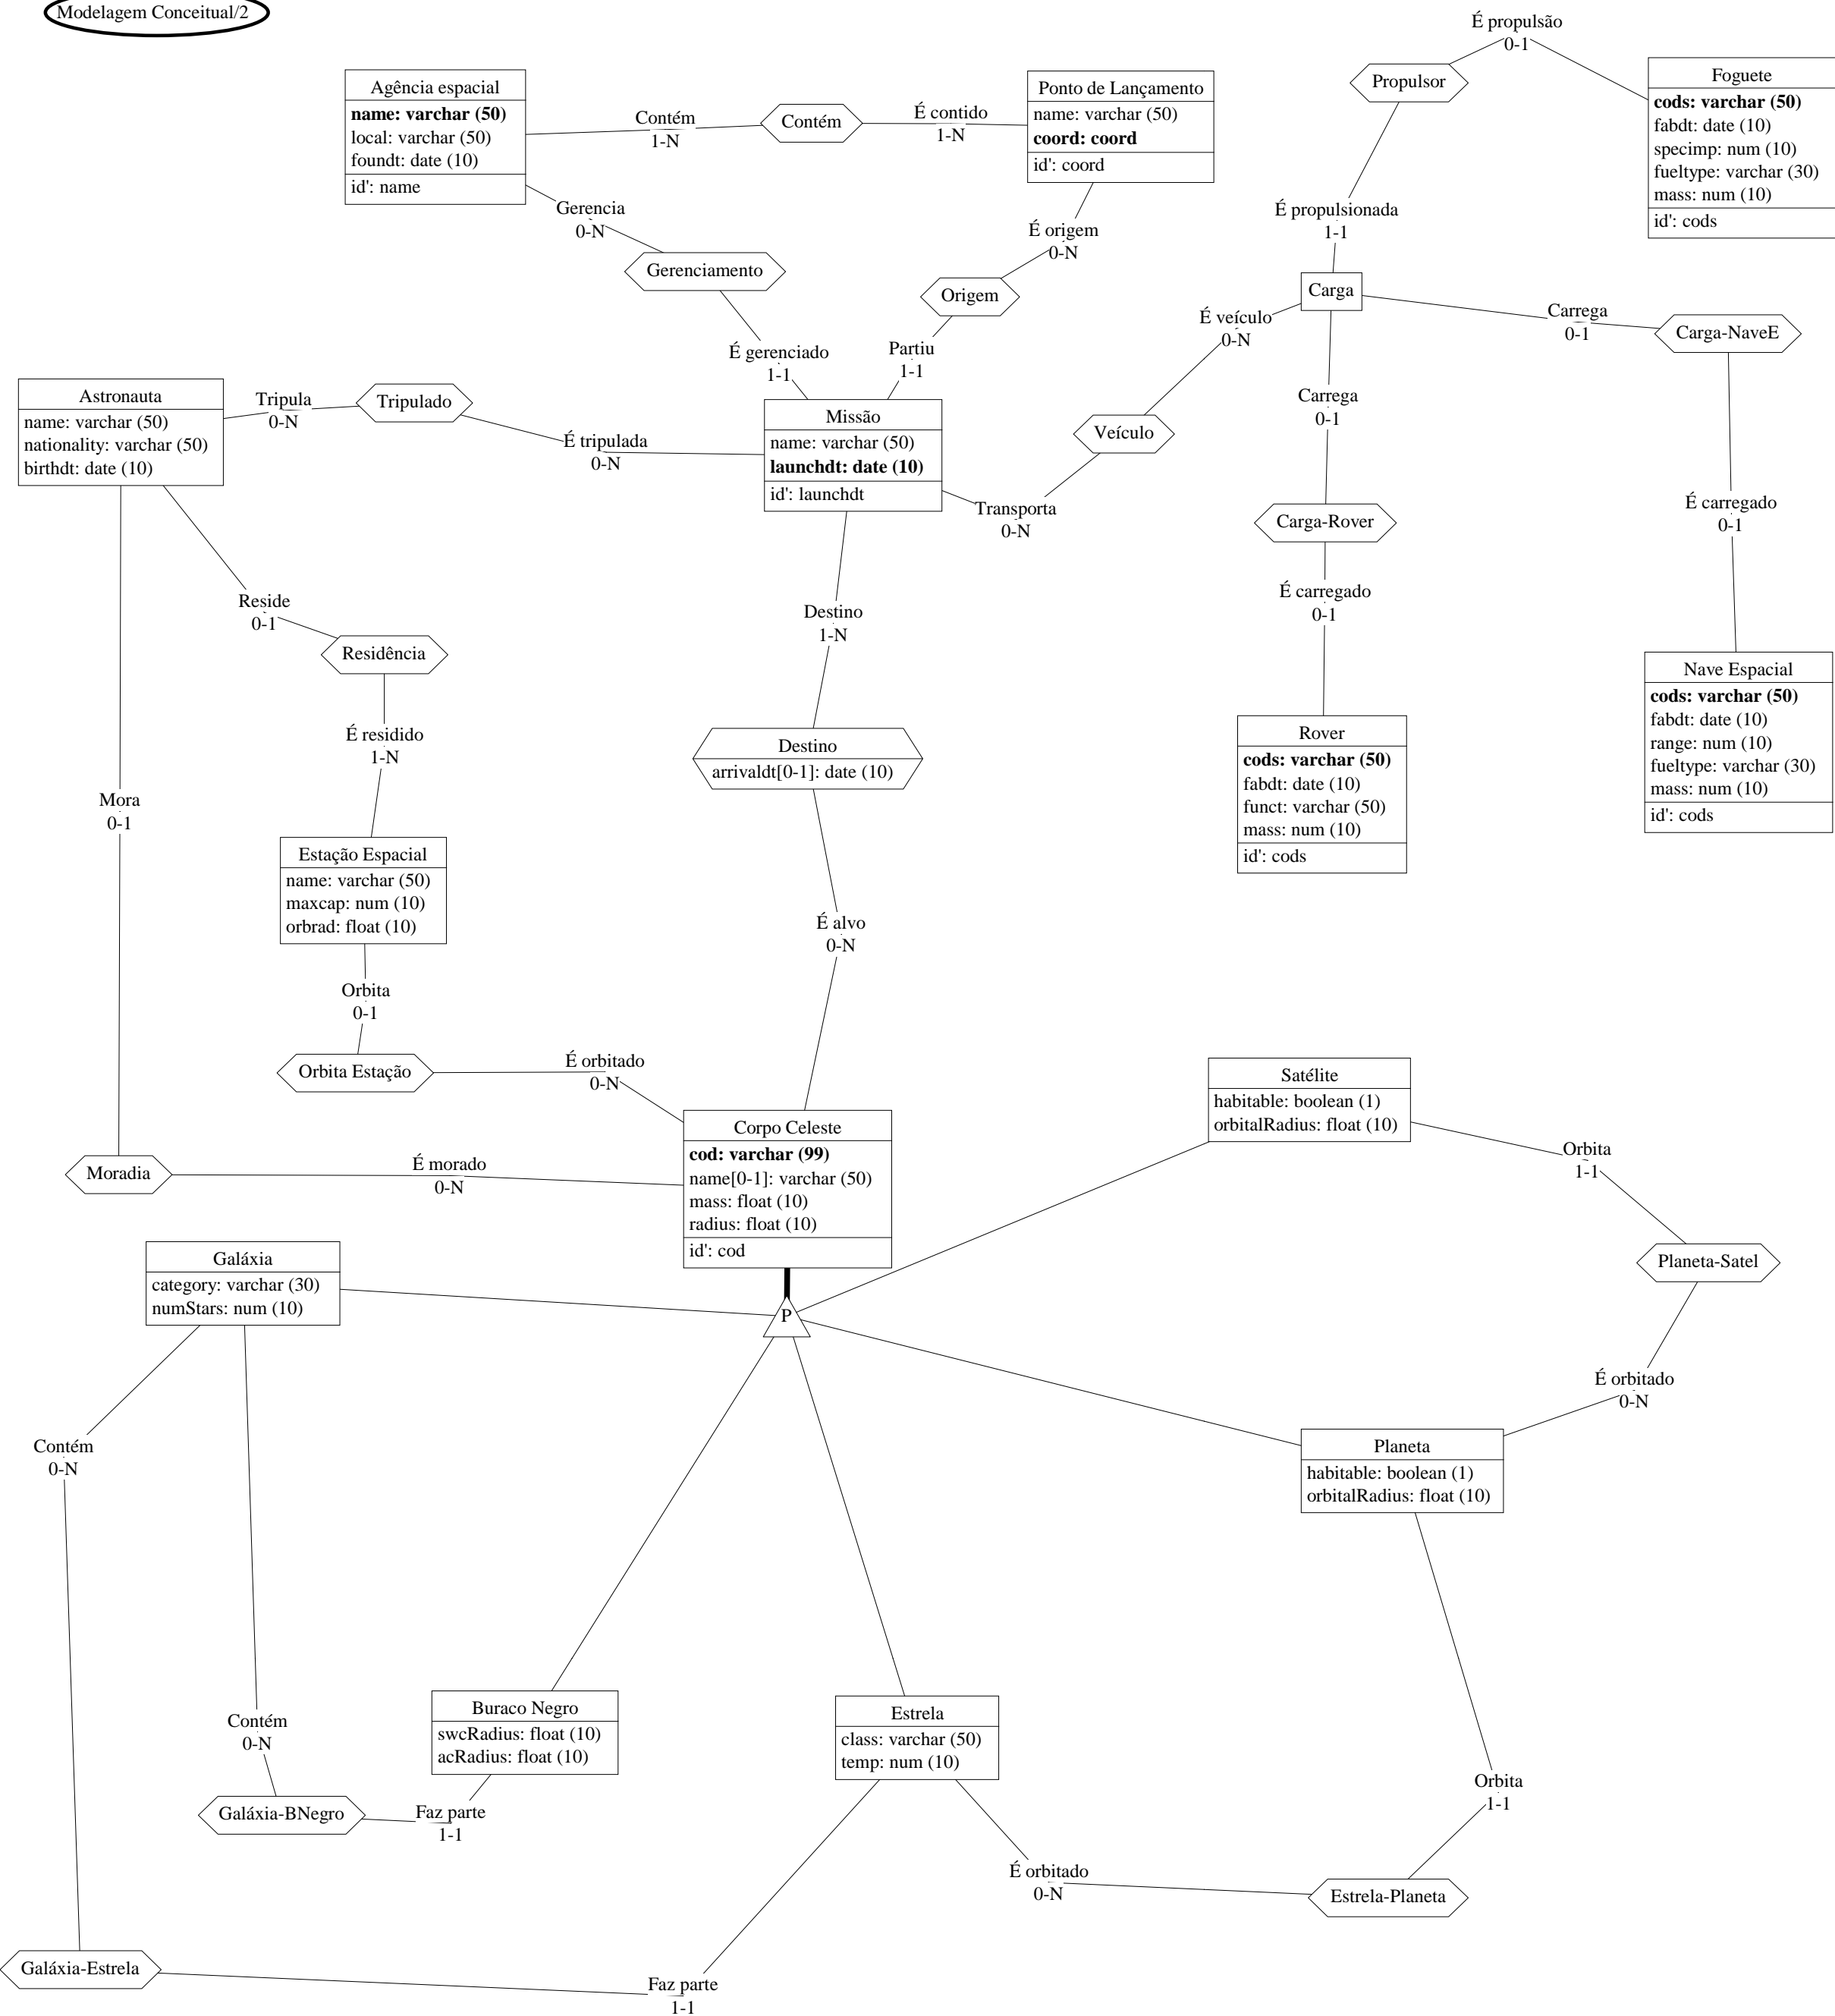 Modelagem Conceitual/2
É propulsão
0-1
Agência espacial
name: varchar (50)
local: varchar (50)
foundt: date (10)
id': name
Contém
1-N
Contém
É contido
1-N
Ponto de Lançamento
name: varchar (50)
coord: coord
id': coord
Propulsor
Foguete
cods: varchar (50)
fabdt: date (10)
specimp: num (10)
fueltype: varchar (30)
mass: num (10)
id': cods
Gerencia
0-N
É origem
0-N
É propulsionada
1-1
Gerenciamento
Origem
Carga
É gerenciado
1-1
Partiu
1-1
É veículo
0-N
Carrega
0-1
Carga-NaveE
Astronauta
name: varchar (50)
nationality: varchar (50)
birthdt: date (10)
Tripula
0-N
Tripulado
É tripulada
0-N
Missão
name: varchar (50)
launchdt: date (10)
id': launchdt
Veículo
Transporta
0-N
Carrega
0-1
Carga-Rover
É carregado
0-1
É carregado
0-1
Reside
0-1
Residência
É residido
1-N
Destino
1-N
Destino
arrivaldt[0-1]: date (10)
Rover
cods: varchar (50)
fabdt: date (10)
funct: varchar (50)
mass: num (10)
id': cods
Nave Espacial
cods: varchar (50)
fabdt: date (10)
range: num (10)
fueltype: varchar (30)
mass: num (10)
id': cods
Mora
0-1
Estação Espacial
name: varchar (50)
maxcap: num (10)
orbrad: float (10)
É alvo
0-N
Orbita
0-1
Orbita Estação
É orbitado
0-N
Satélite
habitable: boolean (1)
orbitalRadius: float (10)
Corpo Celeste
cod: varchar (99)
name[0-1]: varchar (50)
mass: float (10)
radius: float (10)
id': cod
Moradia
É morado
0-N
Orbita
1-1
Planeta-Satel
Galáxia
category: varchar (30)
numStars: num (10)
P
É orbitado
0-N
Contém
0-N
Planeta
habitable: boolean (1)
orbitalRadius: float (10)
Contém
0-N
Buraco Negro
swcRadius: float (10)
acRadius: float (10)
Estrela
class: varchar (50)
temp: num (10)
Galáxia-BNegro
Faz parte
1-1
Orbita
1-1
É orbitado
0-N
Estrela-Planeta
Galáxia-Estrela
Faz parte
1-1